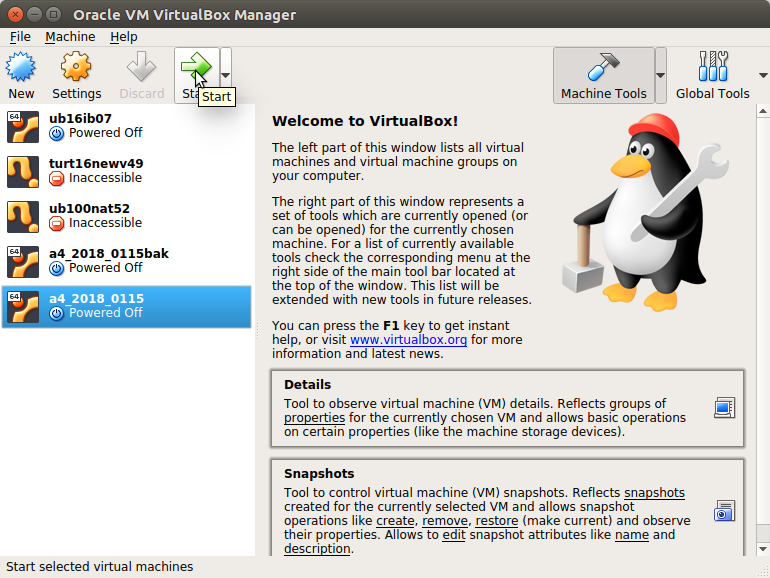 Oracle VM VirtualBox Manager
File Machine Help
New Settings Discard Machine Tools Global Tools
Start
64
ub16ib07
Powered Off
turt16newv49
Inaccessible
ub100nat52
Inaccessible
64
a4_2018_0115bak
Powered Off
64
a4_2018_0115
Powered Off
Welcome to VirtualBox!
The left part of this window lists all virtual
machines and virtual machine groups on
your computer.
The right part of this window represents a
set of tools which are currently opened (or
can be opened) for the currently chosen
machine. For a list of currently available
tools check the corresponding menu at the
right side of the main tool bar located at
the top of the window. This list will be
extended with new tools in future releases.
You can press the F1 key to get instant
help, or visit www.virtualbox.org for more
information and latest news.
Details
Tool to observe virtual machine (VM) details. Reflects groups of
properties for the currently chosen VM and allows basic operations
on certain properties (like the machine storage devices).
Snapshots
Tool to control virtual machine (VM) snapshots. Reflects snapshots
created for the currently selected VM and allows snapshot
operations like create, remove, restore (make current) and observe
their properties. Allows to edit snapshot attributes like name and
description.
Start selected virtual machines